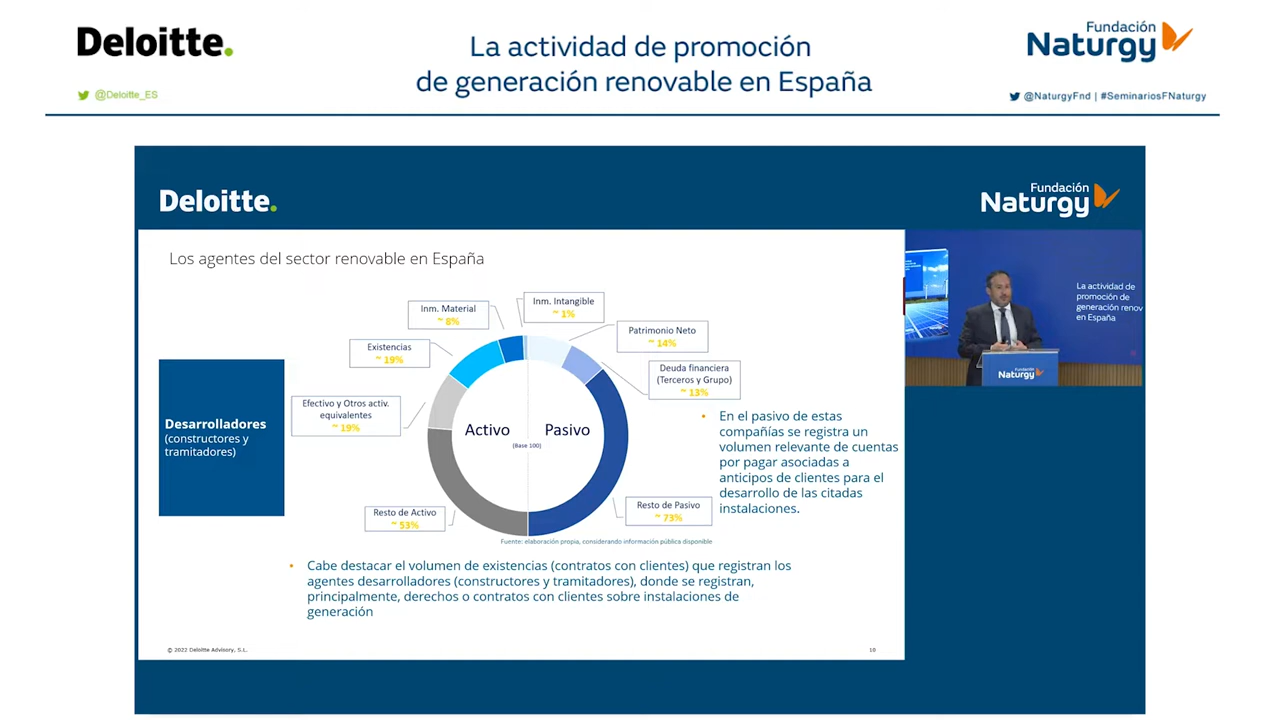 Deloitte.
@Deloitte_ES
La actividad de promoción
de generación renovable en España
Fundación
Naturgy
@NaturgyFnd | #SeminariosFNaturgy
Deloitte.
Fundación
Naturgy
Los agentes del sector renovable en España
Desarrolladores
(constructores y
tramitadores)
Inm. Material
~ 8%
Inm. Intangible
~ 1%
Existencias
~ 19%
Patrimonio Neto
~ 14%
Efectivo y Otros activ.
equivalentes
~ 19%
Deuda financiera
(Terceros y Grupo)
~ 13%
Activo
Pasivo
(Base 100)
Resto de Activo
~ 53%
Resto de Pasivo
~ 73%
Fuente: elaboración propia, considerando información pública disponible
• En el pasivo de estas
compañías se registra un
volumen relevante de cuentas
por pagar asociadas a
anticipos de clientes para el
desarrollo de las citadas
instalaciones.
• Cabe destacar el volumen de existencias (contratos con clientes) que registran los
agentes desarrolladores (constructores y tramitadores), donde se registran,
principalmente, derechos o contratos con clientes sobre instalaciones de
generación
© 2022 Deloitte Advisory, S.L.
10
La actividad de
promoción de
generación renov
en España
Naturgy